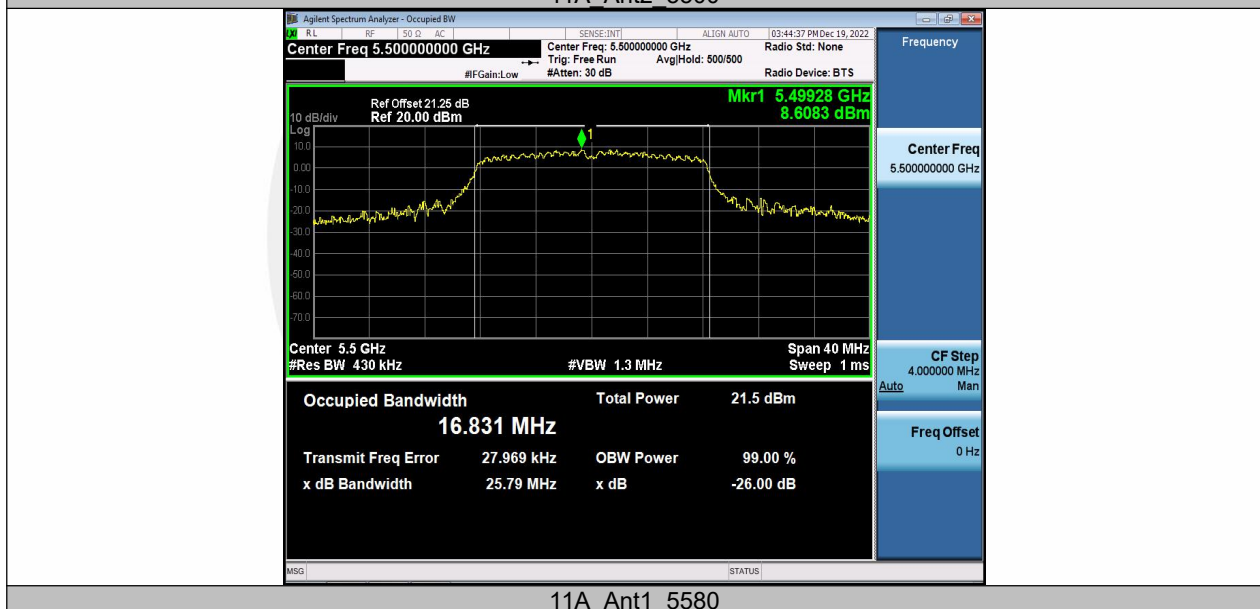 11A_Ant2_5500
Agilent Spectrum Analyzer - Occupied BW
RL RF 50 Ω AC SENSE:INT ALIGN AUTO 03:44:37 PM Dec 19, 2022
Center Freq 5.500000000 GHz
Center Freq: 5.500000000 GHz
Radio Std: None
Trig: Free Run Avg|Hold: 500/500
#IFGain:Low
#Atten: 30 dB
Radio Device: BTS
Frequency
Mkr1 5.49928 GHz
8.6083 dBm
Ref Offset 21.25 dB
10 dB/div Ref 20.00 dBm
Log
1
10.0
0.00
-10.0
-20.0
-30.0
-40.0
-50.0
-60.0
-70.0
Center 5.5 GHz Span 40 MHz
#Res BW 430 kHz #VBW 1.3 MHz Sweep 1 ms
Center Freq
5.500000000 GHz
CF Step
4.000000 MHz
Auto Man
Freq Offset
0 Hz
Occupied Bandwidth Total Power 21.5 dBm
16.831 MHz
Transmit Freq Error 27.969 kHz OBW Power 99.00 %
x dB Bandwidth 25.79 MHz x dB -26.00 dB
MSG STATUS
11A_Ant1_5580